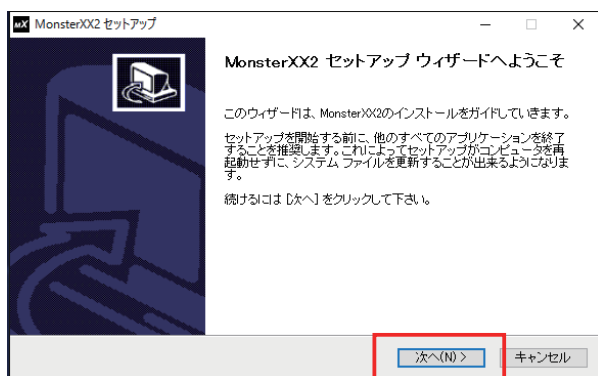 MX MonsterXX2 セットアップ
MonsterXX2 セットアップ ウィザードへようこそ
このウィザードは、MonsterXX2のインストールをガイドしていきます。
セットアップを開始する前に、他のすべてのアプリケーションを終了
することを推奨します。これによってセットアップがコンピュータを再
起動せずに、システム ファイルを更新することが出来るようになりま
す。
続けるには [次へ] をクリックして下さい。
次へ(N) >
キャンセル